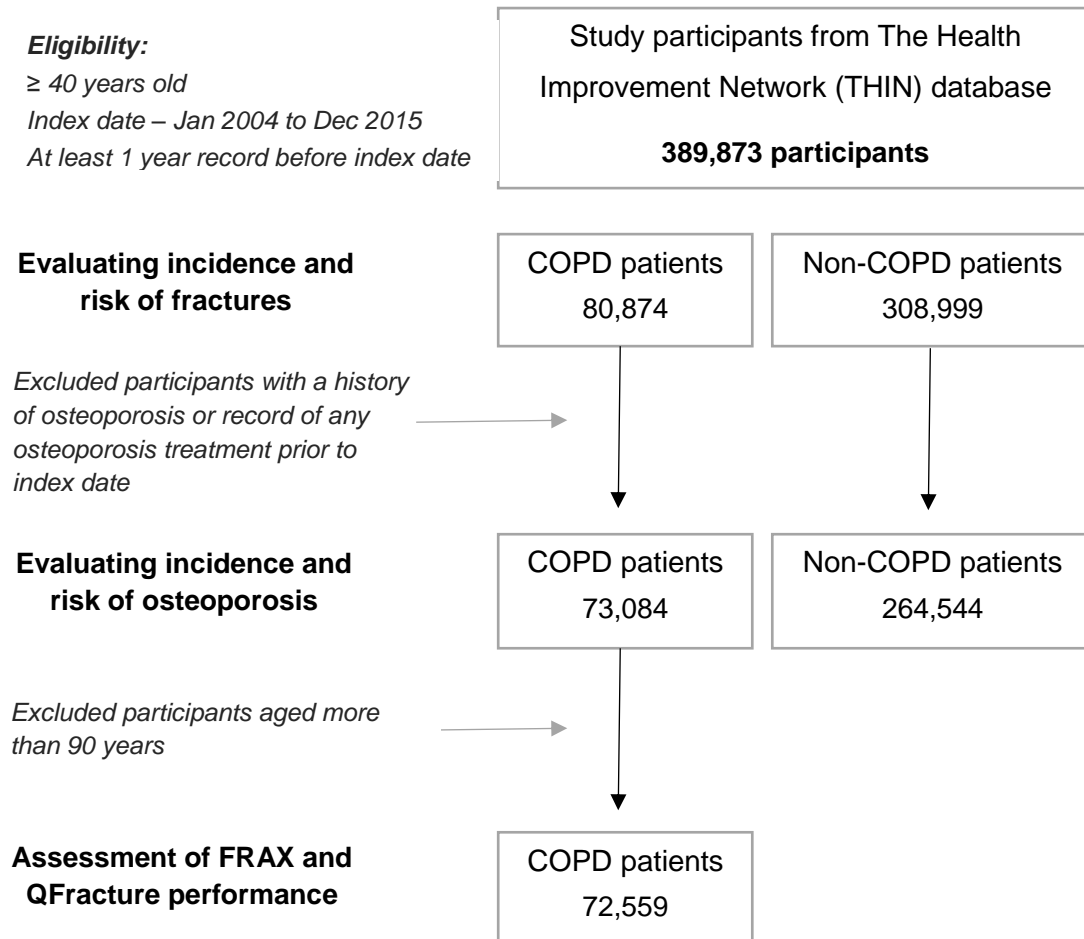 Eligibility:
≥ 40 years old
Index date – Jan 2004 to Dec 2015
At least 1 year record before index date
Study participants from The Health
Improvement Network (THIN) database
389,873 participants
Evaluating incidence and
risk of fractures
COPD patients
80,874
Non-COPD patients
308,999
Excluded participants with a history
of osteoporosis or record of any
osteoporosis treatment prior to
index date
Evaluating incidence and
risk of osteoporosis
COPD patients
73,084
Non-COPD patients
264,544
Excluded participants aged more
than 90 years
Assessment of FRAX and
QFracture performance
COPD patients
72,559